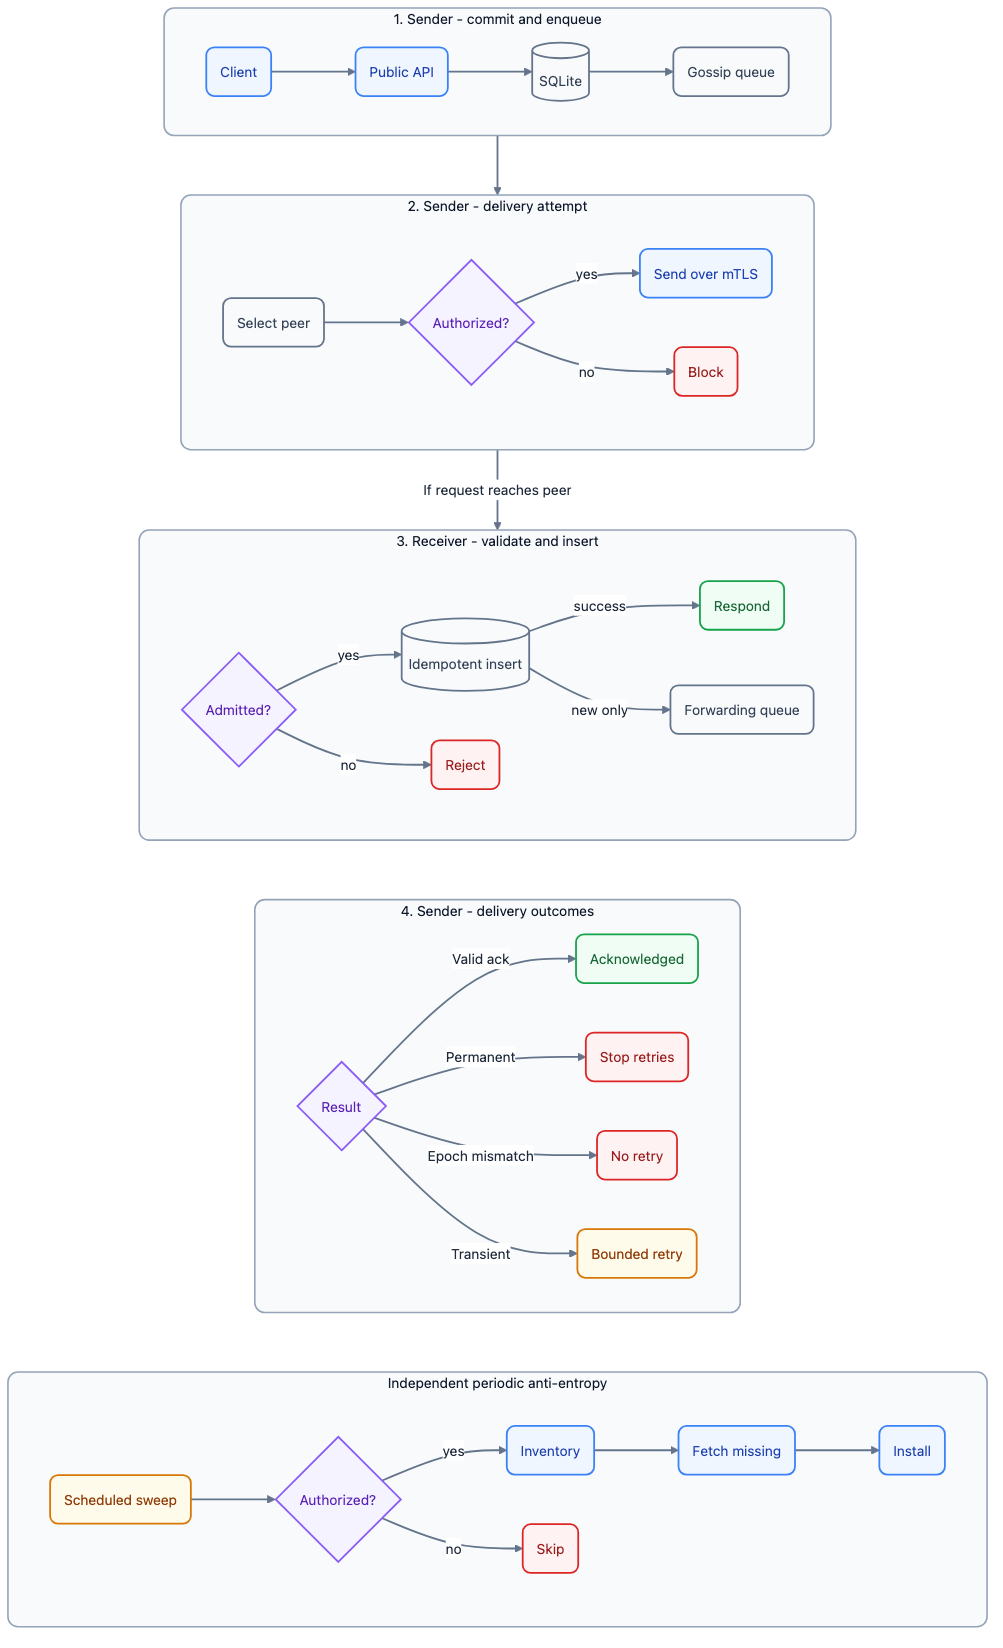 1. Sender - commit and enqueue
Client
Public API
SQLite
Gossip queue
2. Sender - delivery attempt
Select peer
Authorized?
yes
Send over mTLS
no
Block
If request reaches peer
3. Receiver - validate and insert
Admitted?
yes
Idempotent insert
success
Respond
new only
Forwarding queue
no
Reject
4. Sender - delivery outcomes
Result
Valid ack
Acknowledged
Permanent
Stop retries
Epoch mismatch
No retry
Transient
Bounded retry
Independent periodic anti-entropy
Scheduled sweep
Authorized?
yes
Inventory
Fetch missing
Install
no
Skip